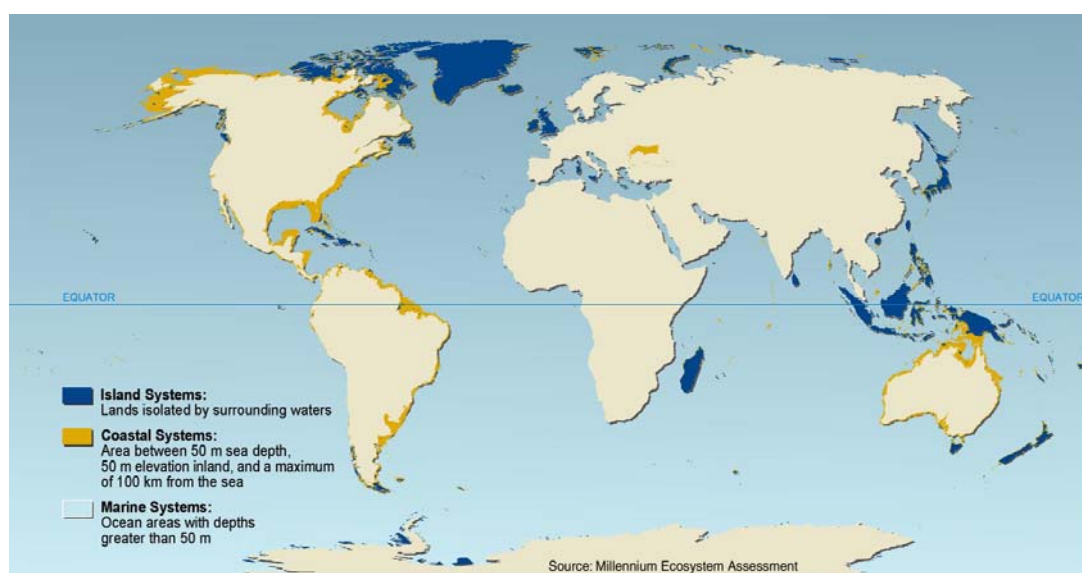 EQUATOR
EQUATOR
Island Systems:
Lands isolated by surrounding waters
Coastal Systems:
Area between 50 m sea depth,
50 m elevation inland, and a maximum
of 100 km from the sea
Marine Systems:
Ocean areas with depths
greater than 50 m
Source: Millennium Ecosystem Assessment